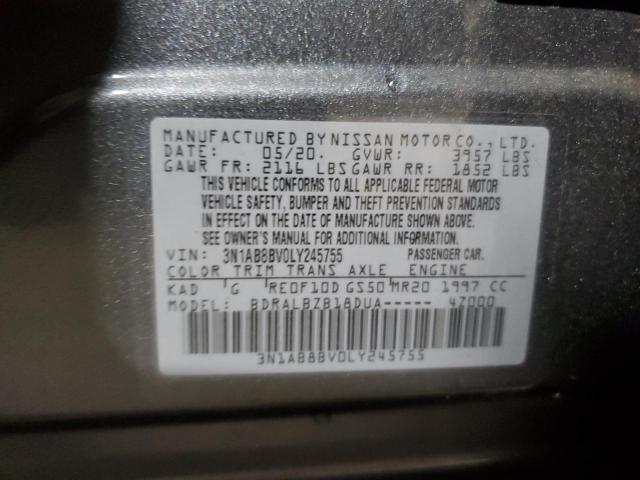 MANUFACTURED BY NISSAN MOTOR CO., LTD.
DATE: 05/20. GVWR: 3957 LBS
GAWR FR: 2116 LBS GAWR RR: 1852 LBS
THIS VEHICLE CONFORMS TO ALL APPLICABLE FEDERAL MOTOR
VEHICLE SAFETY, BUMPER AND THEFT PREVENTION STANDARDS
IN EFFECT ON THE DATE OF MANUFACTURE SHOWN ABOVE.
SEE OWNER'S MANUAL FOR ADDITIONAL INFORMATION.
VIN: 3N1AB8BV0LY245755 PASSENGER CAR.
COLOR TRIM TRANS AXLE ENGINE
KAD G RE0F10D GS50 MR20 1997 CC
MODEL: BDRALBZB18DUA----- 4Z000
3N1AB8BV0LY245755